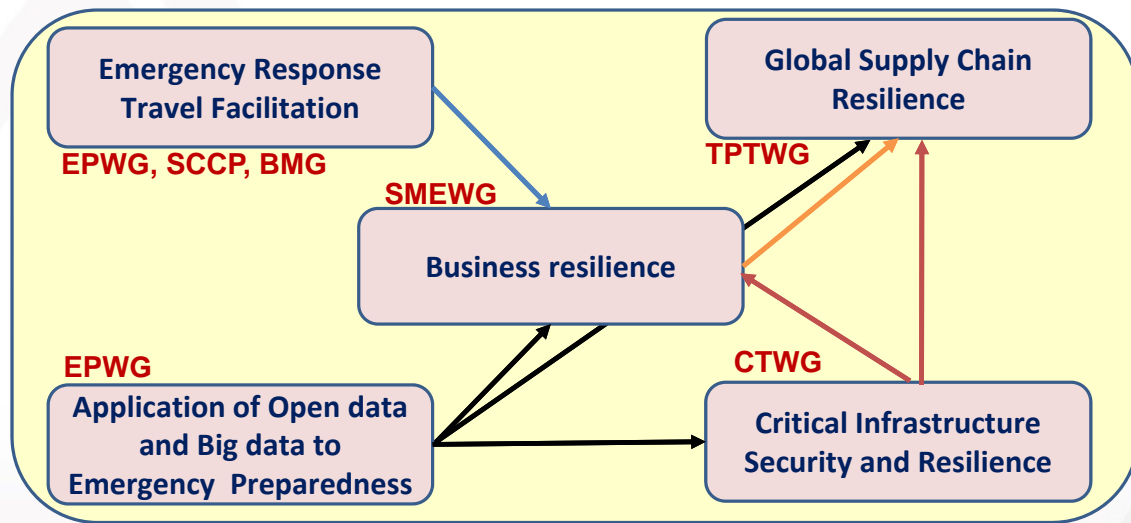 Emergency Response
Travel Facilitation
EPWG, SCCP, BMG
Global Supply Chain
Resilience
TPTWG
SMEWG
Business resilience
EPWG
Application of Open data
and Big data to
Emergency Preparedness
CTWG
Critical Infrastructure
Security and Resilience